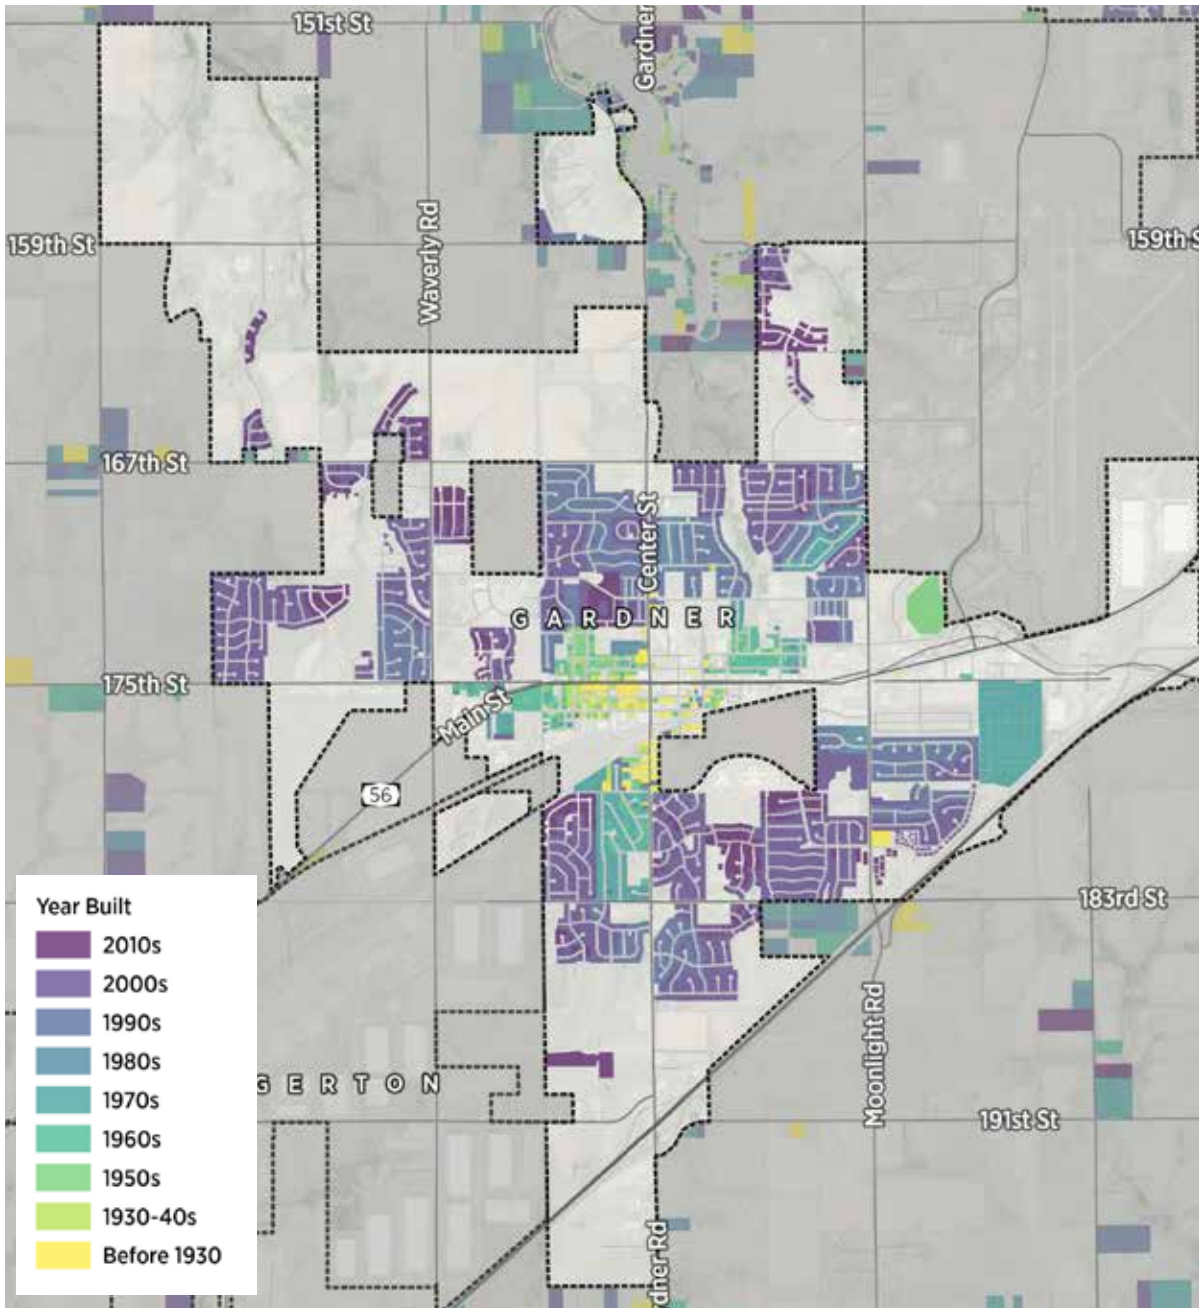 151st St
Gardner
Waverly Rd
159th St
159th S
167th St
Center St
GARDNER
175th St
Main St
56
183rd St
Moonlight Rd
GERTON
191st St
rdner Rd
Year Built
2010s
2000s
1990s
1980s
1970s
1960s
1950s
1930-40s
Before 1930